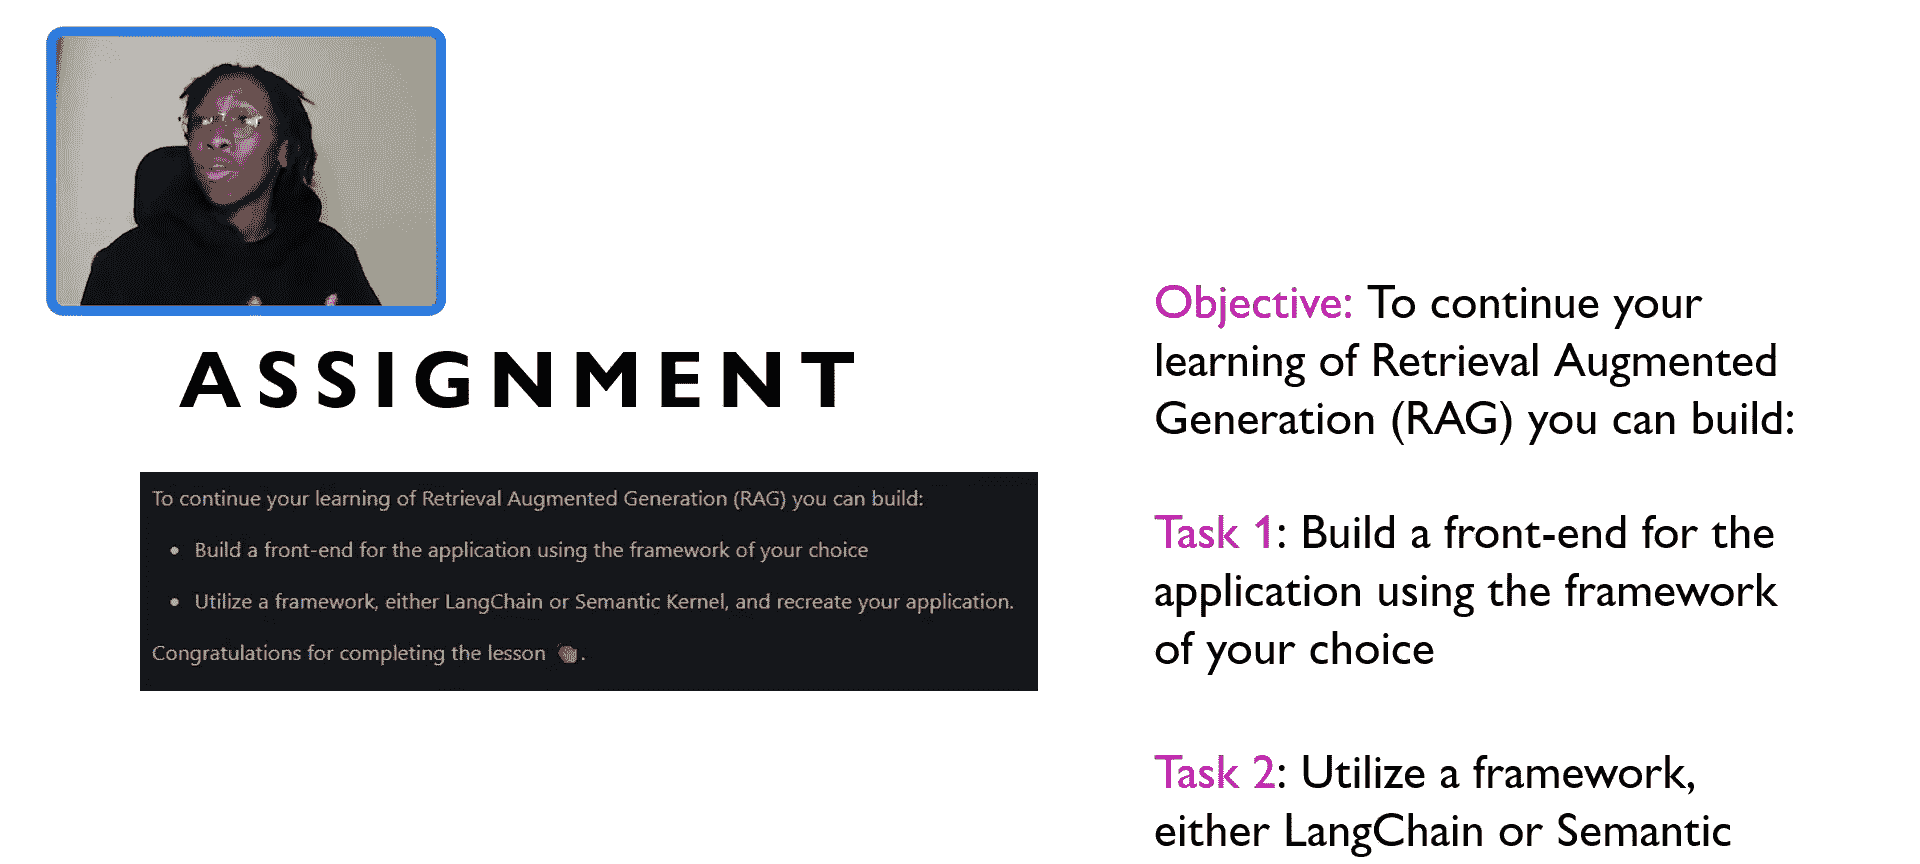 ASSIGNMENT
To continue your learning of Retrieval Augmented Generation (RAG) you can build:
• Build a front-end for the application using the framework of your choice
• Utilize a framework, either LangChain or Semantic Kernel, and recreate your application.
Congratulations for completing the lesson 👏.
Objective: To continue your
learning of Retrieval Augmented
Generation (RAG) you can build:
Task 1: Build a front-end for the
application using the framework
of your choice
Task 2: Utilize a framework,
either LangChain or Semantic